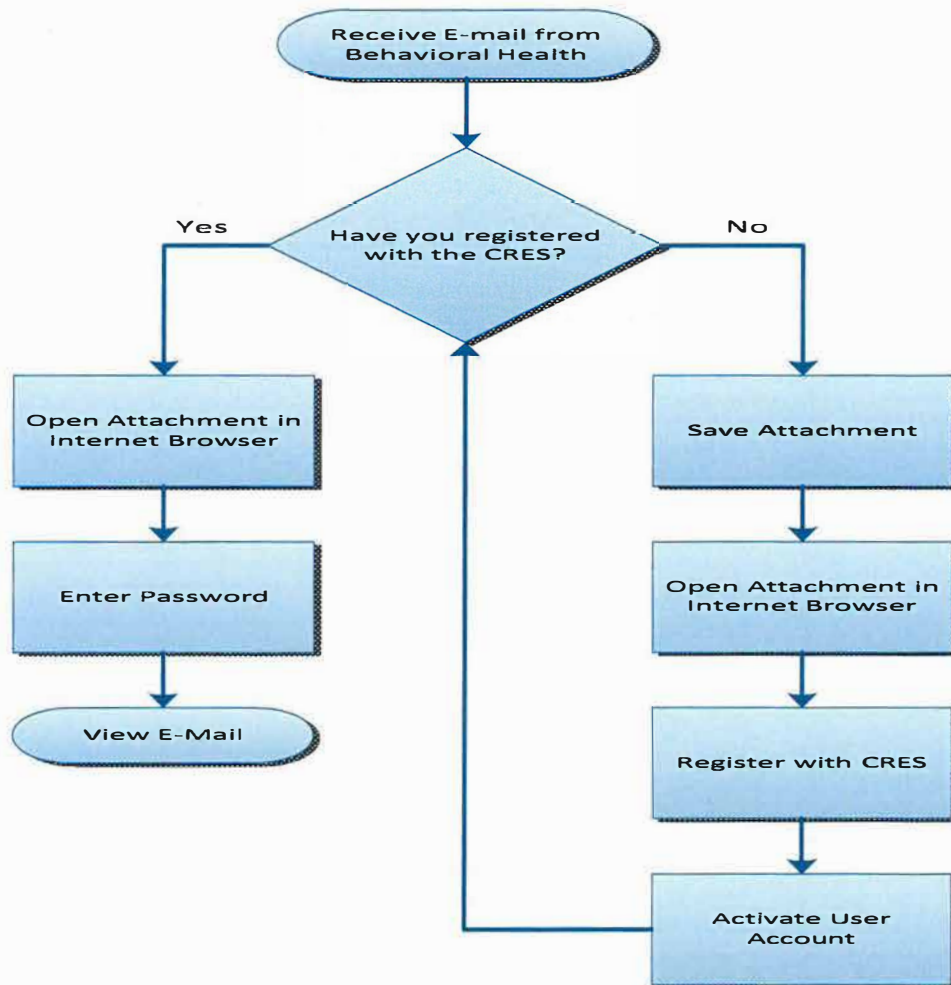 Receive E-mail from
Behavioral Health
Have you registered
with the CRES?
Yes
No
Open Attachment in
Internet Browser
Enter Password
View E-Mail
Save Attachment
Open Attachment in
Internet Browser
Register with CRES
Activate User
Account